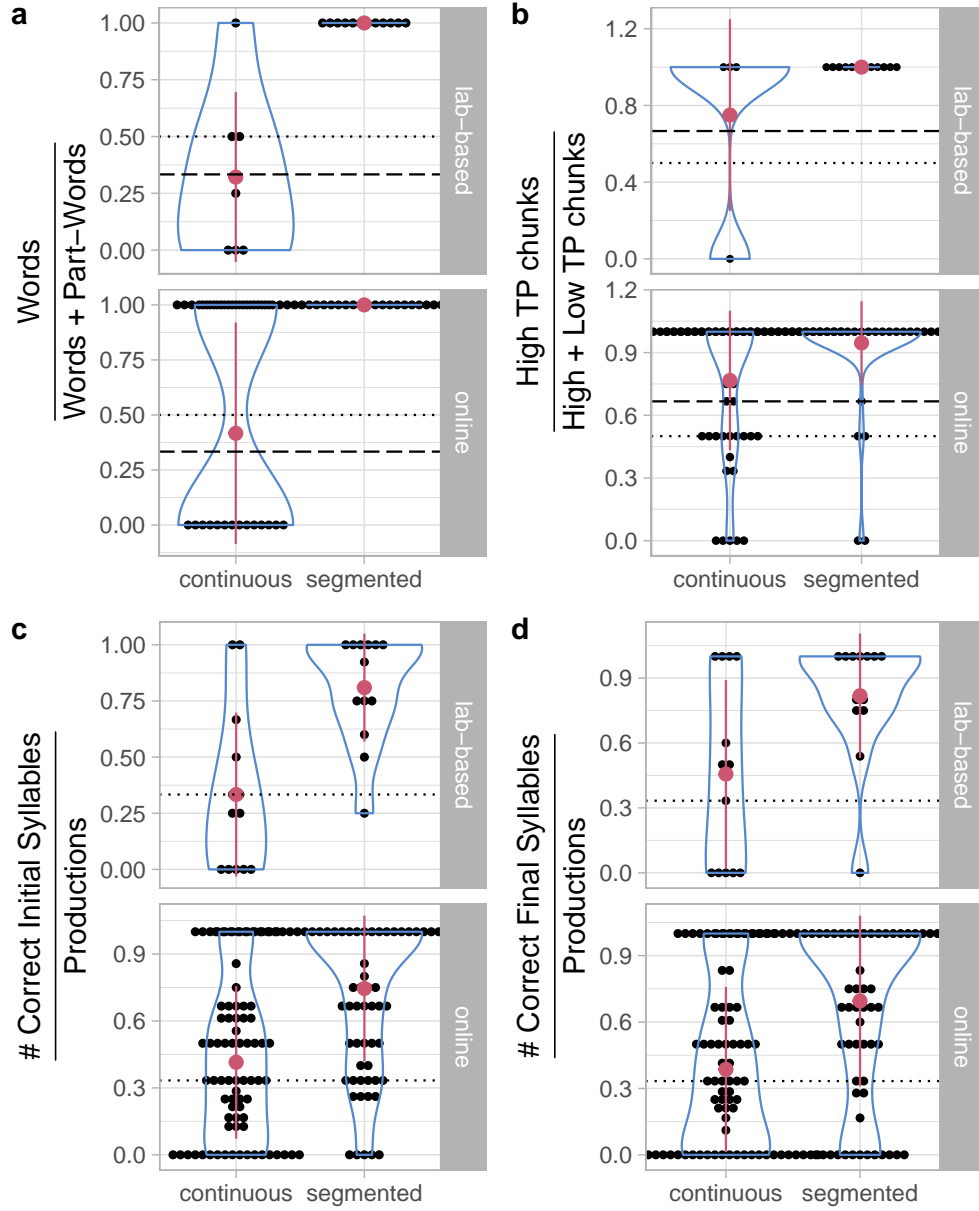 a
Words
Words + Part−Words
1.00
0.75
0.50
0.25
0.00
lab−based
1.00
0.75
0.50
0.25
0.00
online
continuous segmented
b
High TP chunks
High + Low TP chunks
1.2
0.8
0.4
0.0
lab−based
1.2
0.9
0.6
0.3
0.0
online
continuous segmented
c
# Correct Initial Syllables
Productions
1.00
0.75
0.50
0.25
0.00
lab−based
0.9
0.6
0.3
0.0
online
continuous segmented
d
# Correct Final Syllables
Productions
0.9
0.6
0.3
0.0
lab−based
0.9
0.6
0.3
0.0
online
continuous segmented